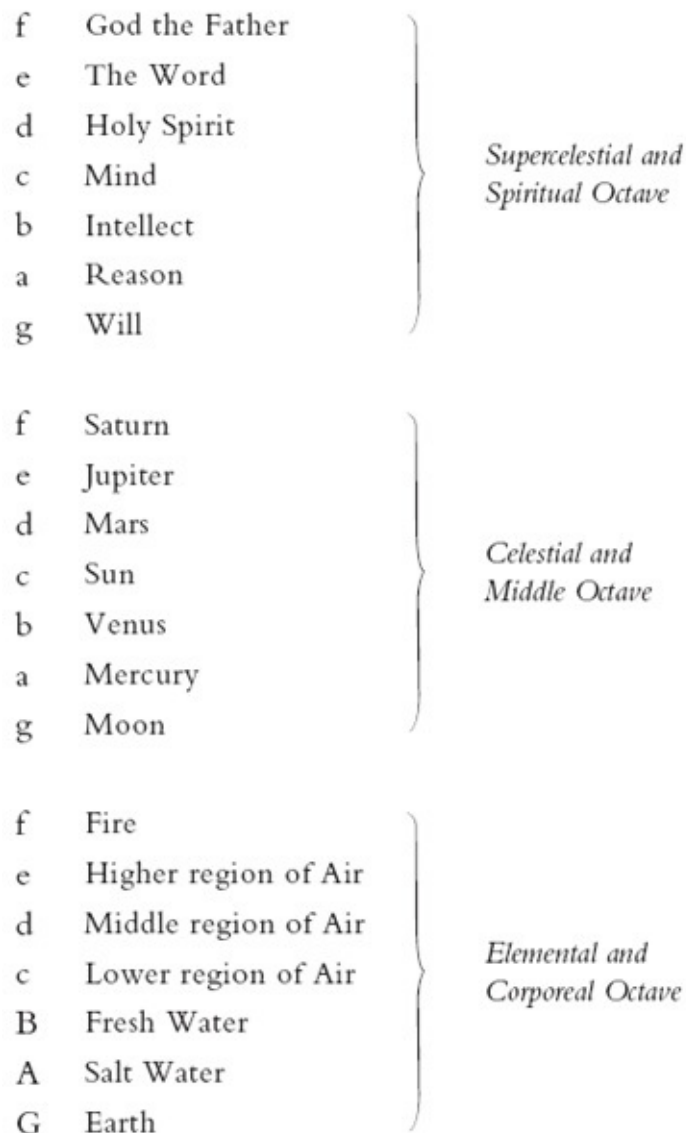 f God the Father
e The Word
d Holy Spirit
c Mind
b Intellect
a Reason
g Will
Supercelestial and
Spiritual Octave
f Saturn
e Jupiter
d Mars
c Sun
b Venus
a Mercury
g Moon
Celestial and
Middle Octave
f Fire
e Higher region of Air
d Middle region of Air
c Lower region of Air
B Fresh Water
A Salt Water
G Earth
Elemental and
Corporeal Octave